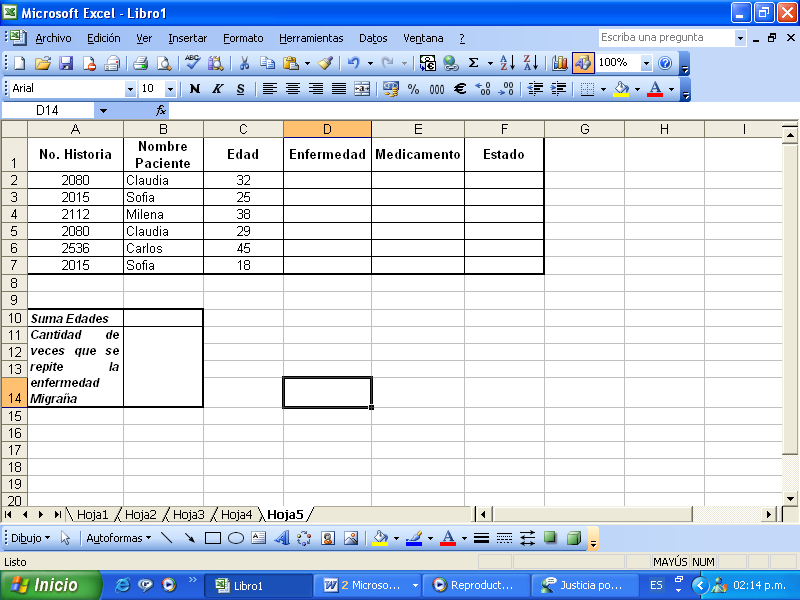 Microsoft Excel - Libro1
Archivo Edición Ver Insertar Formato Herramientas Datos Ventana ? Escriba una pregunta
100%
Arial 10 N K S % 000 €
D14 fx
A B C D E F G H I
1 No. Historia Nombre Paciente Edad Enfermedad Medicamento Estado
2 2080 Claudia 32
3 2015 Sofia 25
4 2112 Milena 38
5 2080 Claudia 29
6 2536 Carlos 45
7 2015 Sofia 18
8
9
10 Suma Edades
11 Cantidad de
12 veces que se
13 repite la
enfermedad
14 Migraña
15
16
17
18
19
20
Hoja1 Hoja2 Hoja3 Hoja4 Hoja5
Dibujo Autoformas
Listo MAYÚS NUM
Inicio Libro1 2 Microso... Reproduct... Justicia po... ES 02:14 p.m.